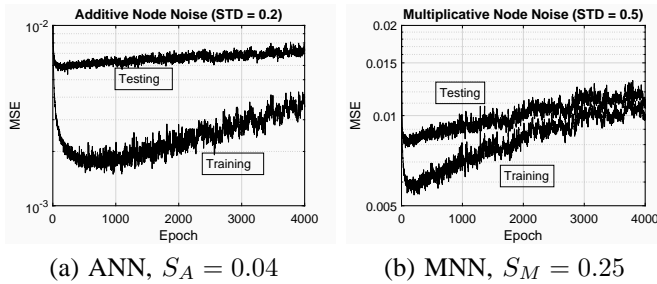 Additive Node Noise (STD = 0.2)
10⁻²
10⁻³
MSE
Testing
Training
0 1000 2000 3000 4000
Epoch
(a) ANN, S_A = 0.04
Multiplicative Node Noise (STD = 0.5)
0.02
0.015
0.01
0.005
MSE
Testing
Training
0 1000 2000 3000 4000
Epoch
(b) MNN, S_M = 0.25